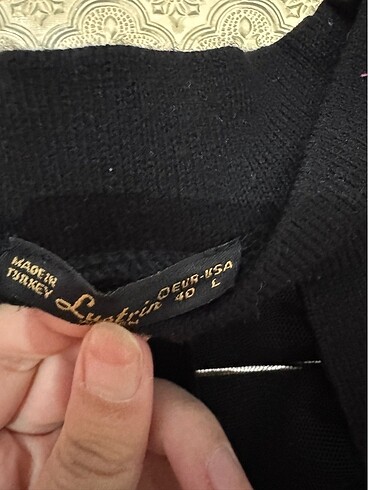 MADE IN
TURKEY
Lustrin
EUR-USA
40 L